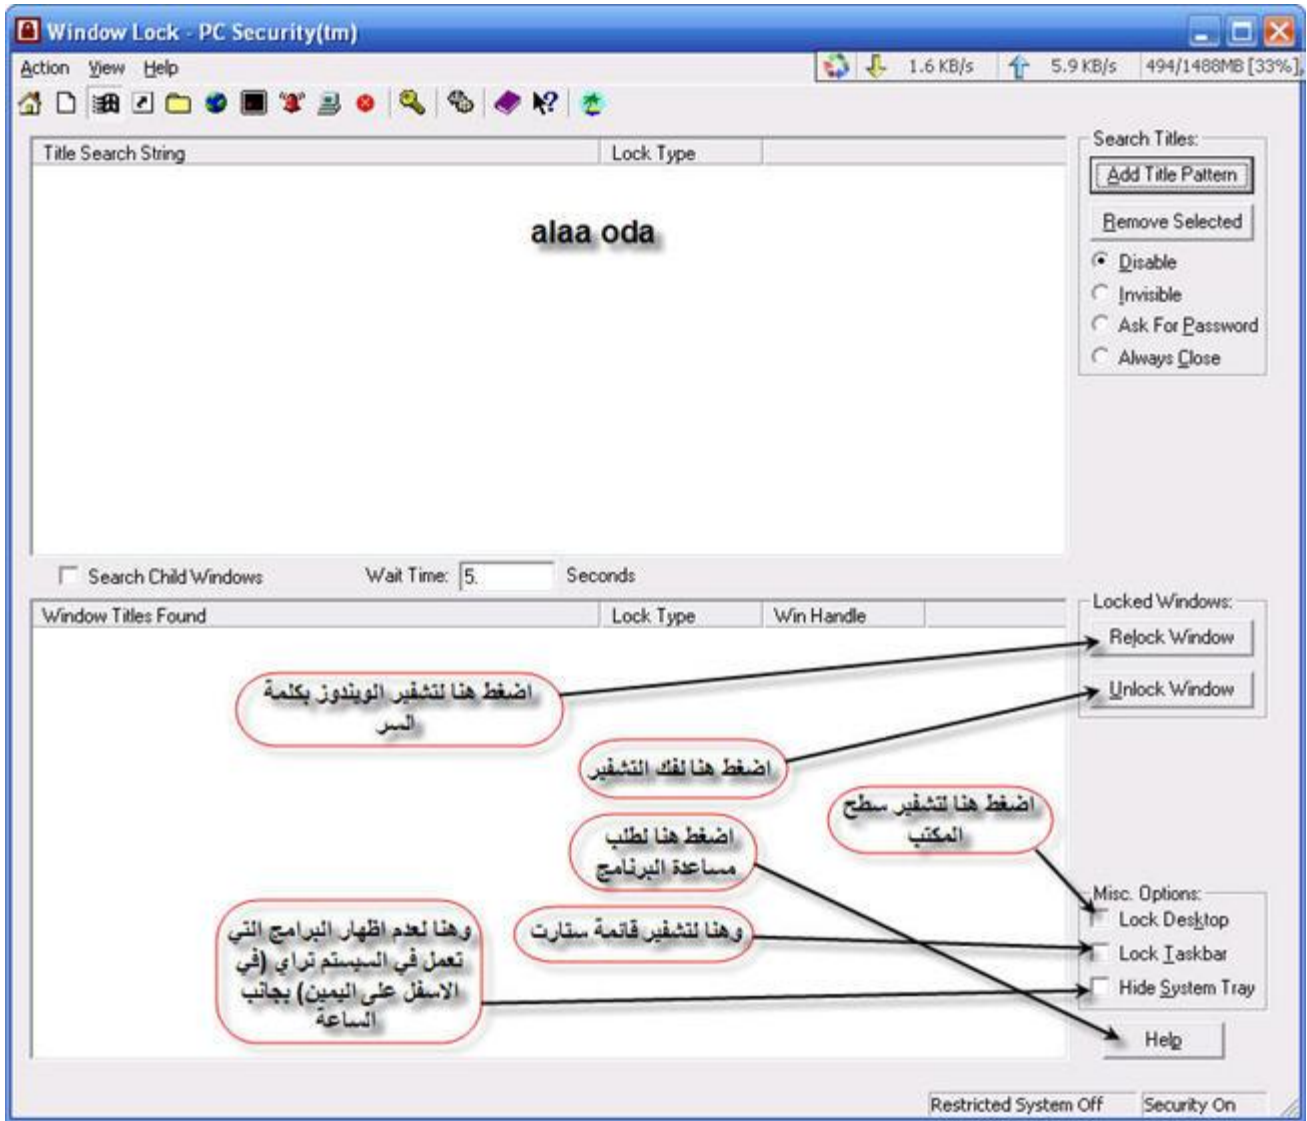 Window Lock - PC Security(tm)
Action View Help
1.6 KB/s 5.9 KB/s 494/1488MB [33%],
Title Search String Lock Type
Search Titles:
Add Title Pattern
alaa oda
Remove Selected
Disable
Invisible
Ask For Password
Always Close
Search Child Windows Wait Time: 5. Seconds
Window Titles Found Lock Type Win Handle
Locked Windows:
Relock Window
اضغط هنا لتشفير الويندوز بكلمة
السر
Unlock Window
اضغط هنا لفك التشفير
اضغط هنا لتشفير سطح
المكتب
اضغط هنا لطلب
مساعدة البرنامج
Misc. Options:
Lock Desktop
وهنا لتشفير قائمة ستارت
Lock Taskbar
وهنا لعدم اظهار البرامج التي
تعمل في السيستم تراي (في
الاسفل على اليمين) بجانب
الساعة
Hide System Tray
Help
Restricted System Off Security On